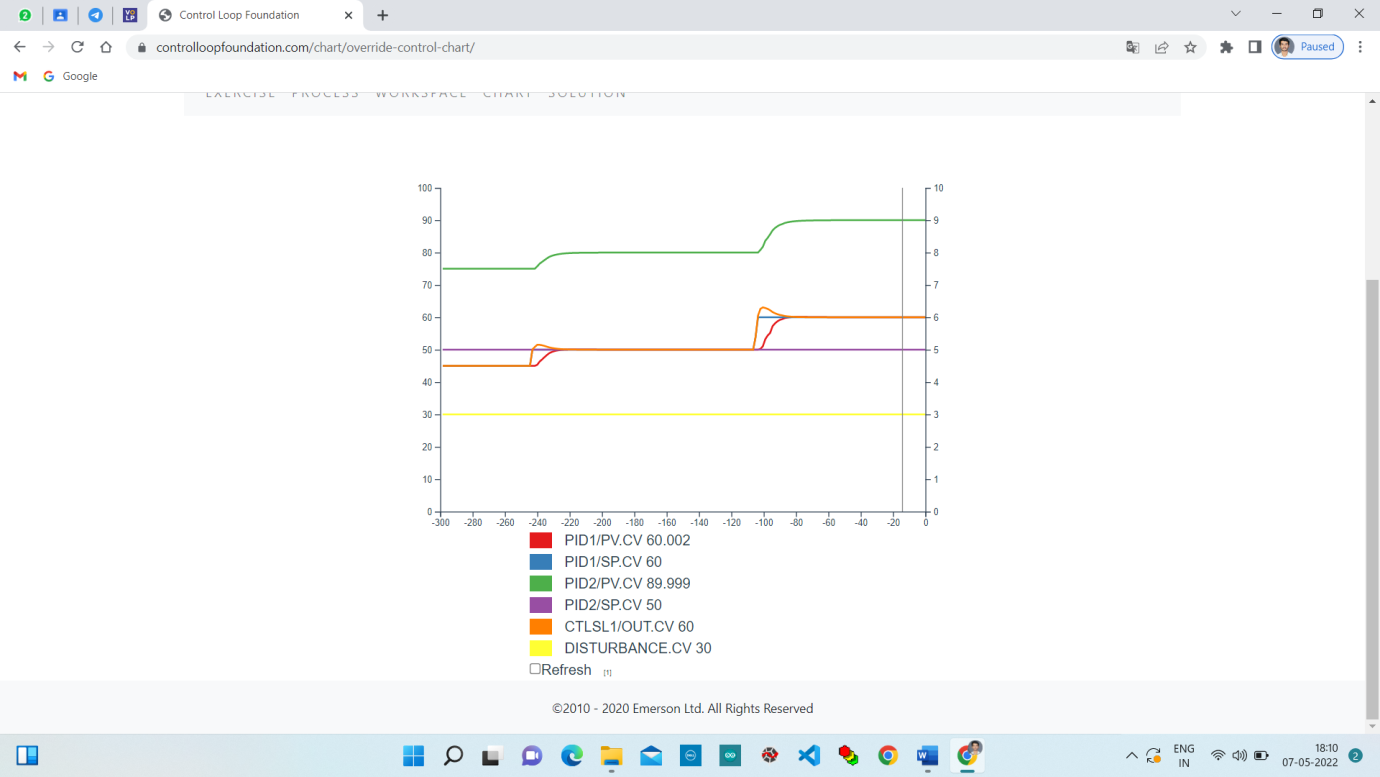 2
VO
LP
Control Loop Foundation
controlloopfoundation.com/chart/override-control-chart/
Paused
Google
EXERCISE PROCESS WORKSPACE CHART SOLUTION
100
90
80
70
60
50
40
30
20
10
0
10
9
8
7
6
5
4
3
2
1
0
-300 -280 -260 -240 -220 -200 -180 -160 -140 -120 -100 -80 -60 -40 -20 0
PID1/PV.CV 60.002
PID1/SP.CV 60
PID2/PV.CV 89.999
PID2/SP.CV 50
CTLSL1/OUT.CV 60
DISTURBANCE.CV 30
Refresh [1]
©2010 - 2020 Emerson Ltd. All Rights Reserved
ENG
IN
18:10
07-05-2022
2